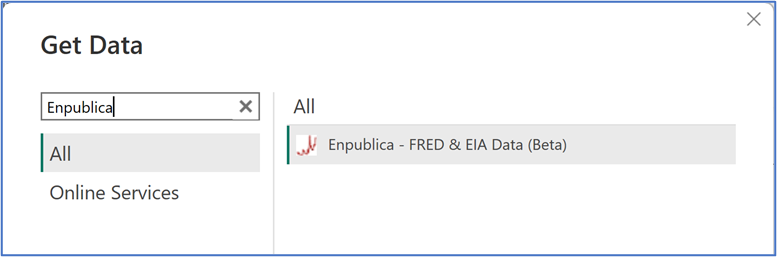 Get Data
Enpublica
All
Online Services
All
Enpublica - FRED & EIA Data (Beta)